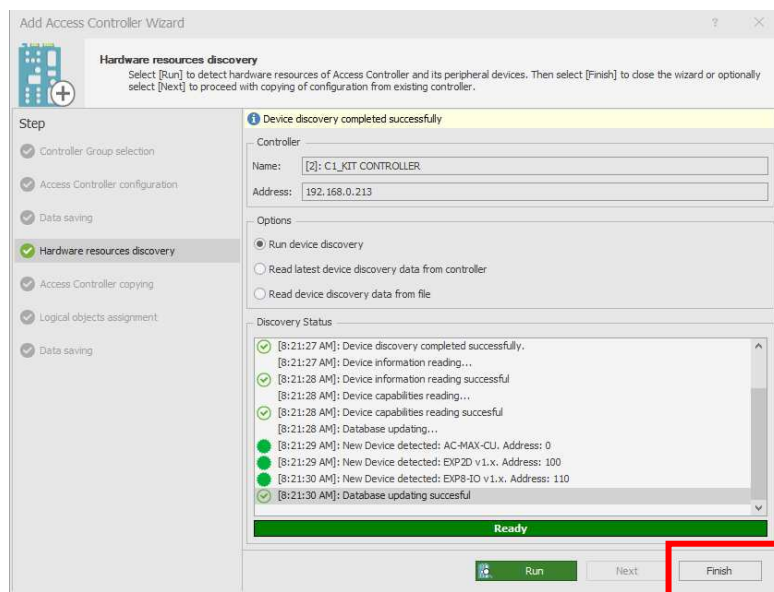 Add Access Controller Wizard
?
Hardware resources discovery
Select [Run] to detect hardware resources of Access Controller and its peripheral devices. Then select [Finish] to close the wizard or optionally
select [Next] to proceed with copying of configuration from existing controller.
Step
Controller Group selection
Access Controller configuration
Data saving
Hardware resources discovery
Access Controller copying
Logical objects assignment
Data saving
Device discovery completed successfully
Controller
Name: [2]: C1_KIT CONTROLLER
Address: 192.168.0.213
Options
Run device discovery
Read latest device discovery data from controller
Read device discovery data from file
Discovery Status
[8:21:27 AM]: Device discovery completed successfully.
[8:21:27 AM]: Device information reading...
[8:21:28 AM]: Device information reading successful
[8:21:28 AM]: Device capabilities reading...
[8:21:28 AM]: Device capabilities reading succesful
[8:21:28 AM]: Database updating...
[8:21:29 AM]: New Device detected: AC-MAX-CU. Address: 0
[8:21:29 AM]: New Device detected: EXP2D v1.x. Address: 100
[8:21:30 AM]: New Device detected: EXP8-IO v1.x. Address: 110
[8:21:30 AM]: Database updating succesful
Ready
Run
Next
Finish